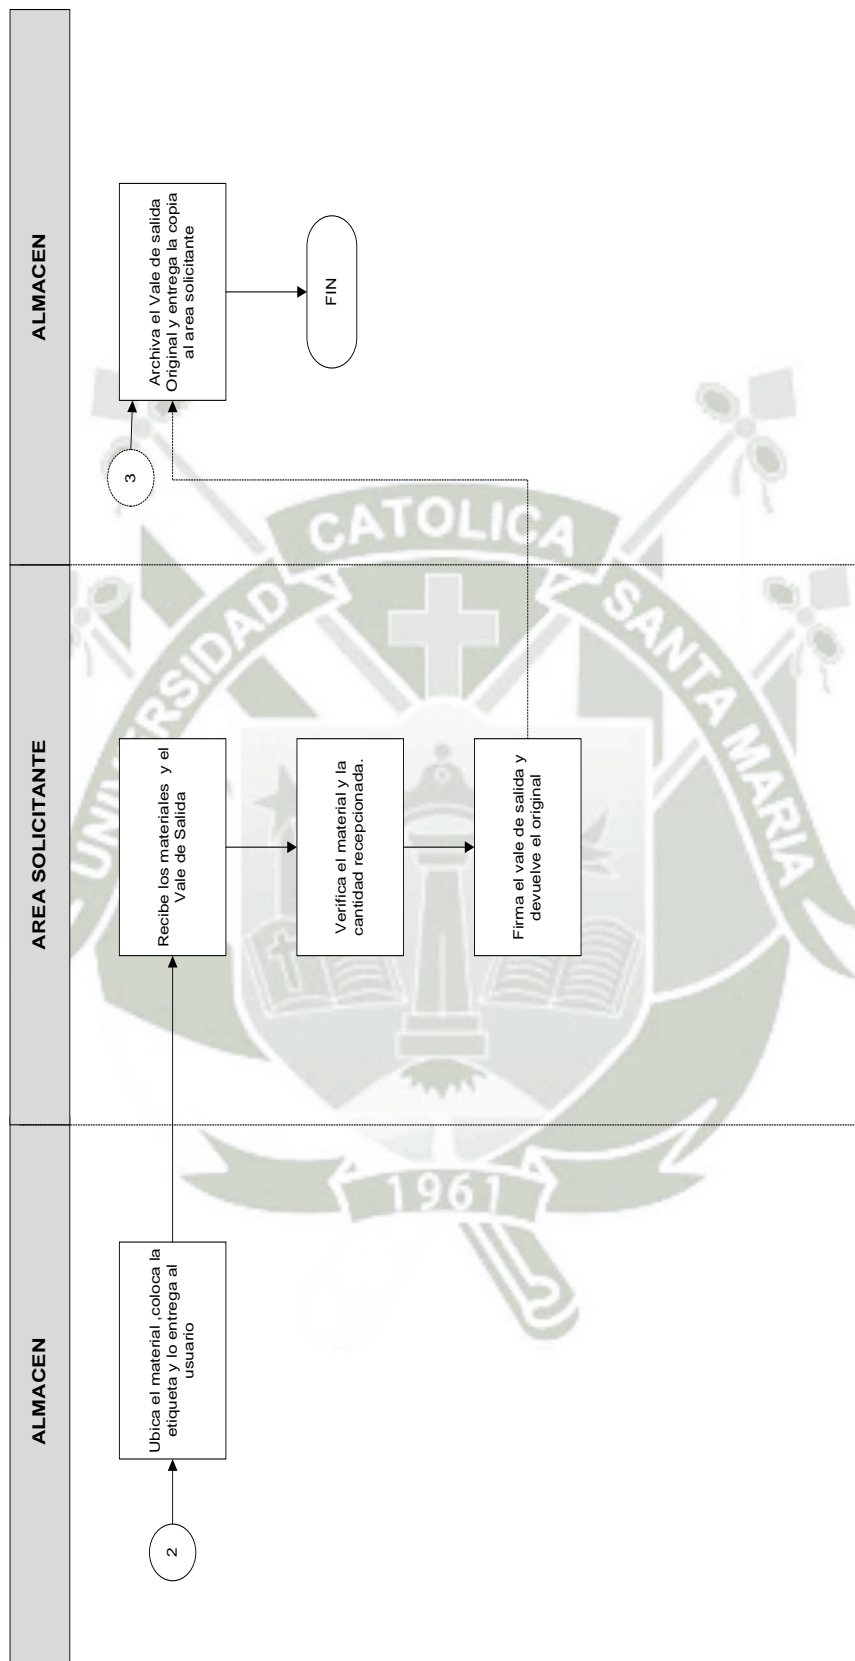 ALMACEN
AREA SOLICITANTE
ALMACEN
2
Ubica el material ,coloca la
etiqueta y lo entrega al
usuario
Recibe los materiales y el
Vale de Salida
Verifica el material y la
cantidad recepcionada.
Firma el vale de salida y
devuelve el original
3
Archiva el Vale de salida
Original y entrega la copia
al area solicitante
FIN
UNIVERSIDAD CATOLICA SANTA MARIA
1961